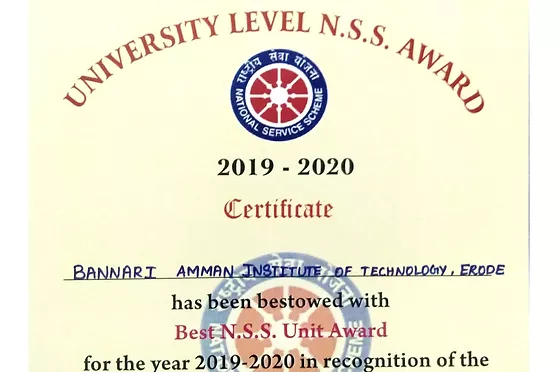 UNIVERSITY LEVEL N.S.S. AWARD
राष्ट्रीय सेवा योजना
NATIONAL SERVICE SCHEME
2019 - 2020
Certificate
BANNARI AMMAN INSTITUTE OF TECHNOLOGY, ERODE
has been bestowed with
Best N.S.S. Unit Award
for the year 2019-2020 in recognition of the